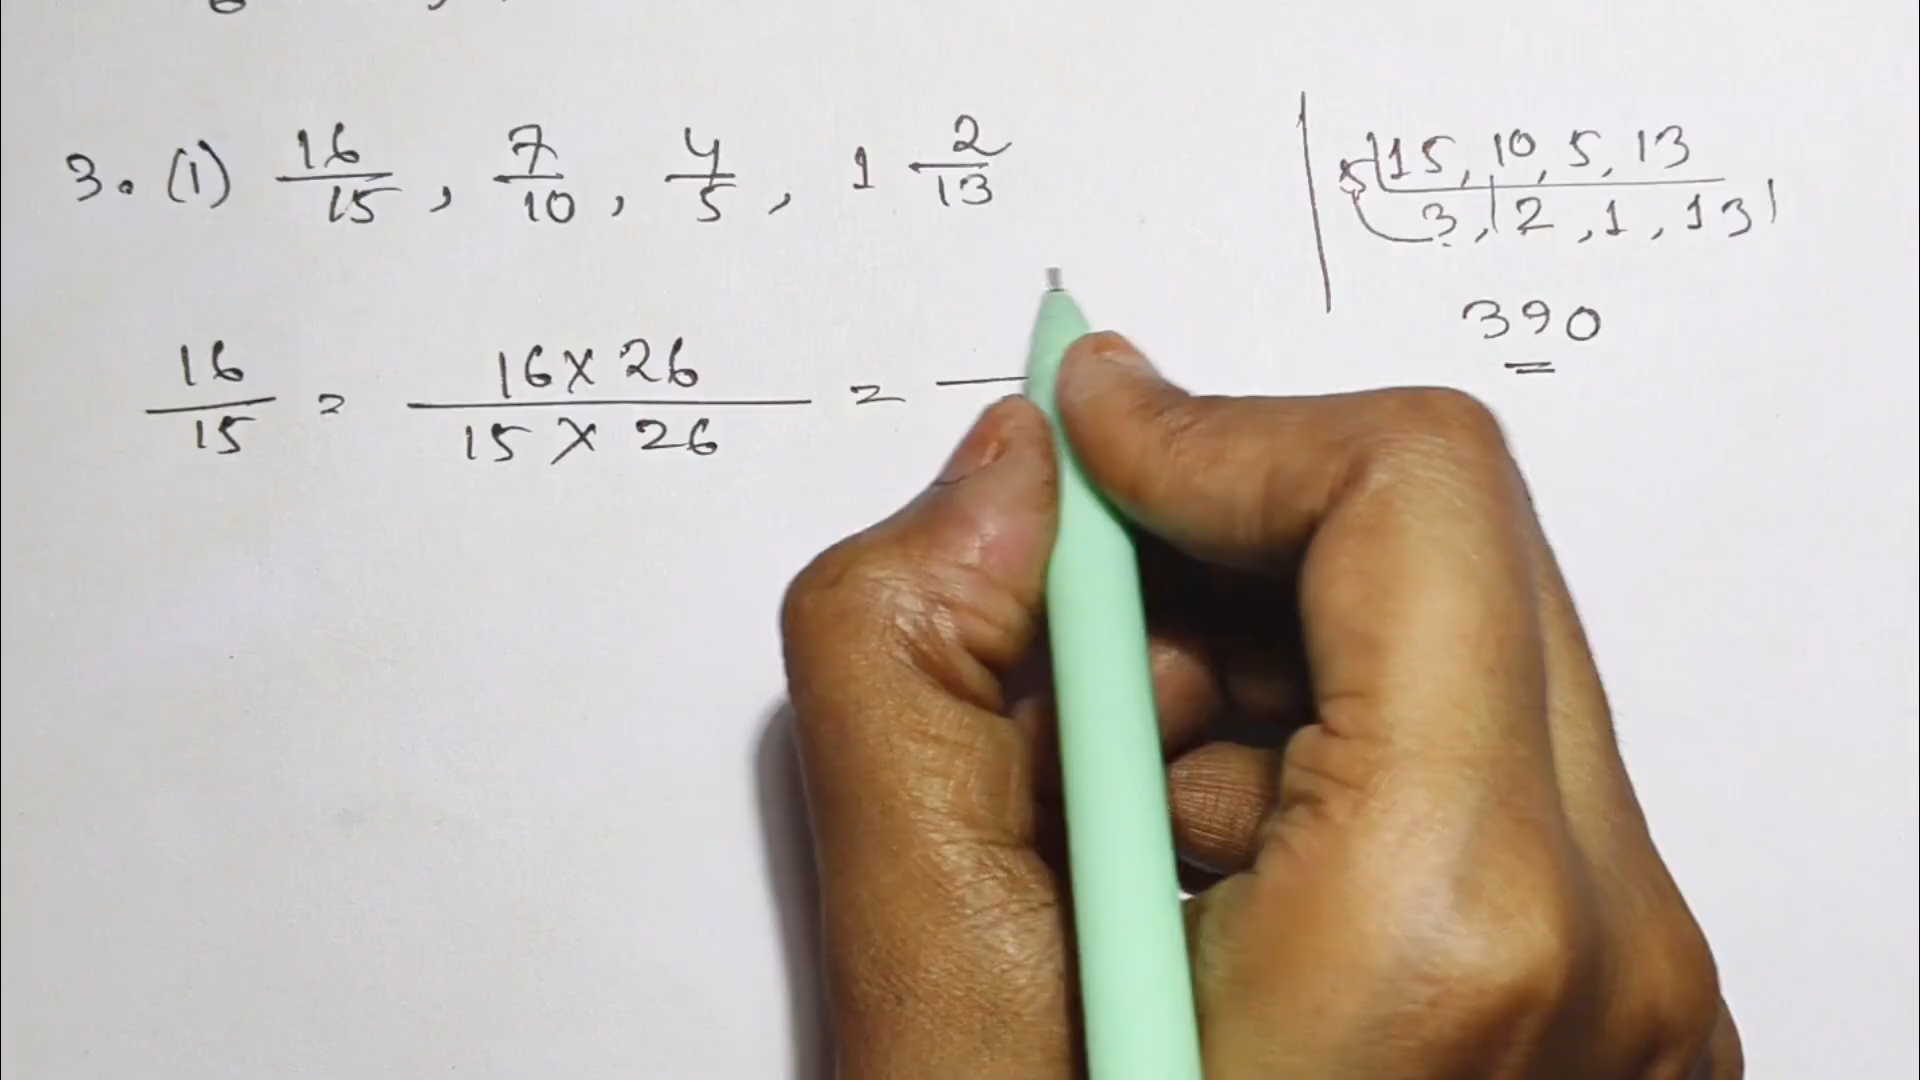 3. (1) 16/15, 7/10, 4/5, 1 2/13
5 | 15, 10, 5, 13
3, 2, 1, 13
390
16/15 = 16 × 26 / 15 × 26 =